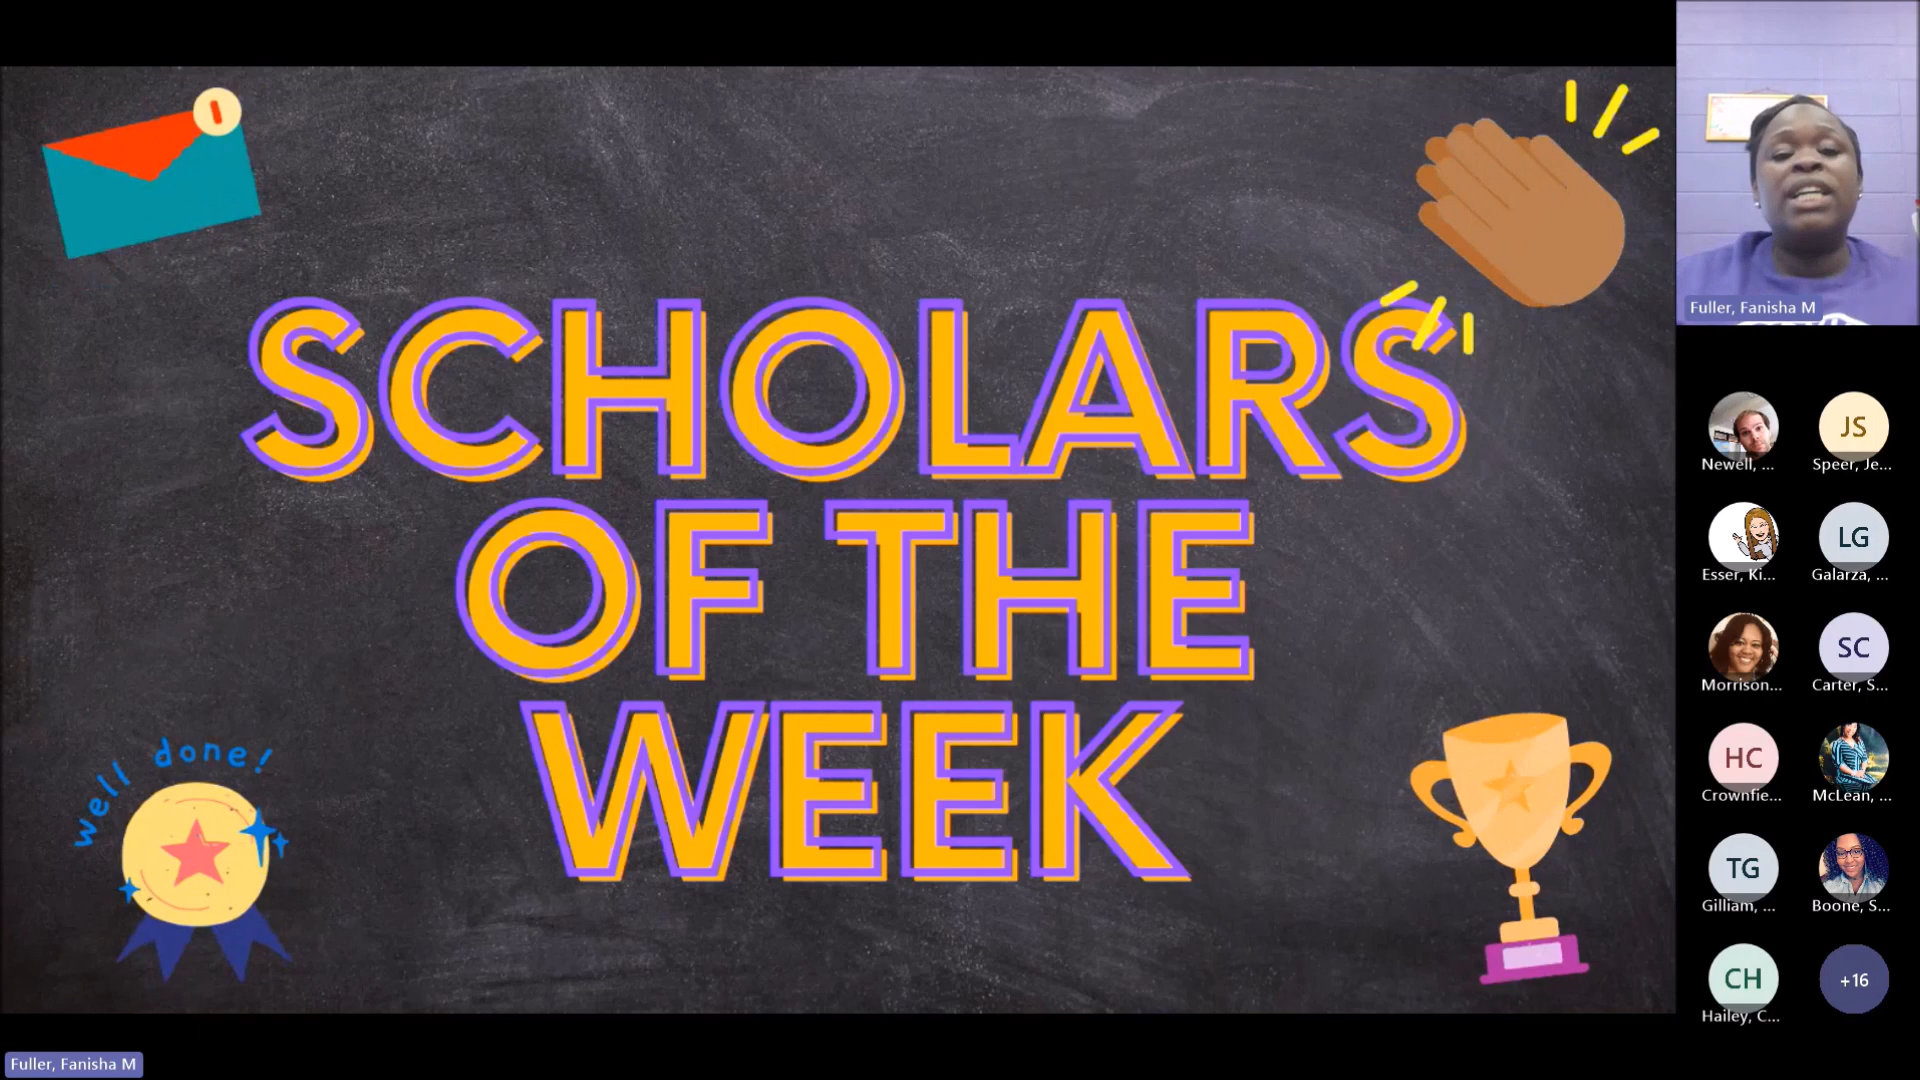 SCHOLARS
OF THE
WEEK
well done!
Fuller, Fanisha M
Newell, ...
JS
Speer, Je...
Esser, Ki...
LG
Galarza, ...
Morrison...
SC
Carter, S...
HC
Crownfie...
McLean, ...
TG
Gilliam, ...
Boone, S...
CH
Hailey, C...
+16
Fuller, Fanisha M